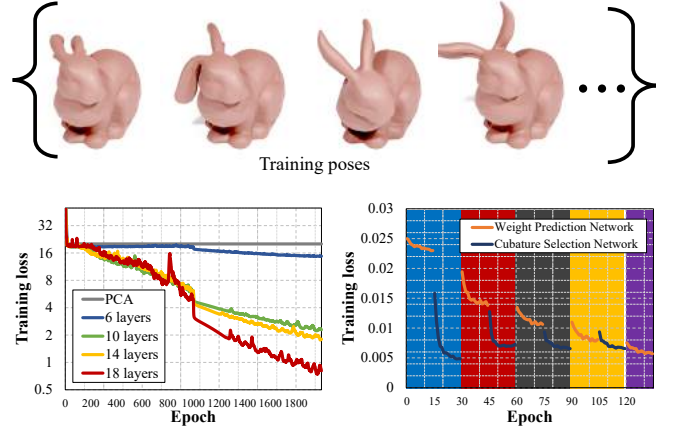 Training poses
Training loss
32
16
8
4
2
1
0.5
PCA
6 layers
10 layers
14 layers
18 layers
0 200 400 600 800 1000 1200 1400 1600 1800
Epoch
Training loss
0.03
0.025
0.02
0.015
0.01
0.005
0
Weight Prediction Network
Cubature Selection Network
0 15 30 45 60 75 90 105 120
Epoch